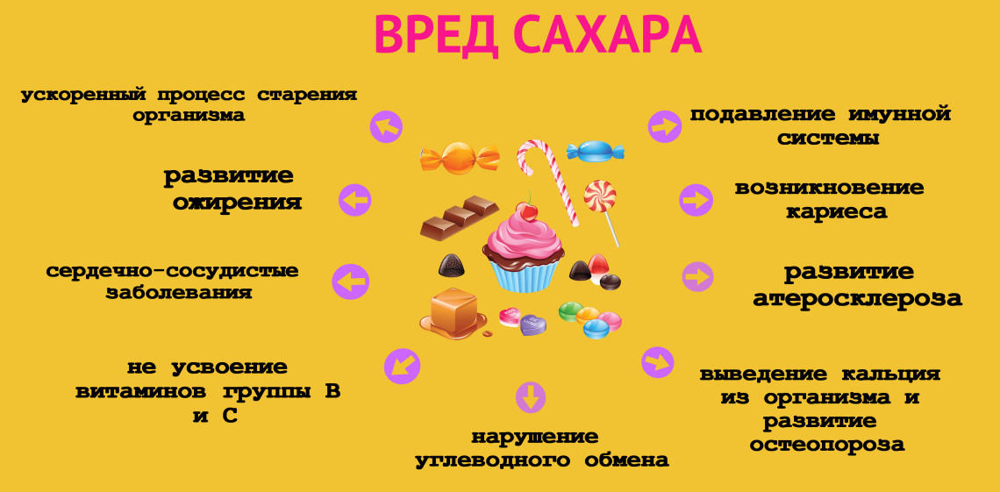 ВРЕД САХАРА
ускоренный процесс старения
организма
развитие
ожирения
сердечно-сосудистые
заболевания
не усвоение
витаминов группы В
и С
нарушение
углеводного обмена
подавление имунной
системы
возникновение
кариеса
развитие
атеросклероза
выведение кальция
из организма и
развитие
остеопороза